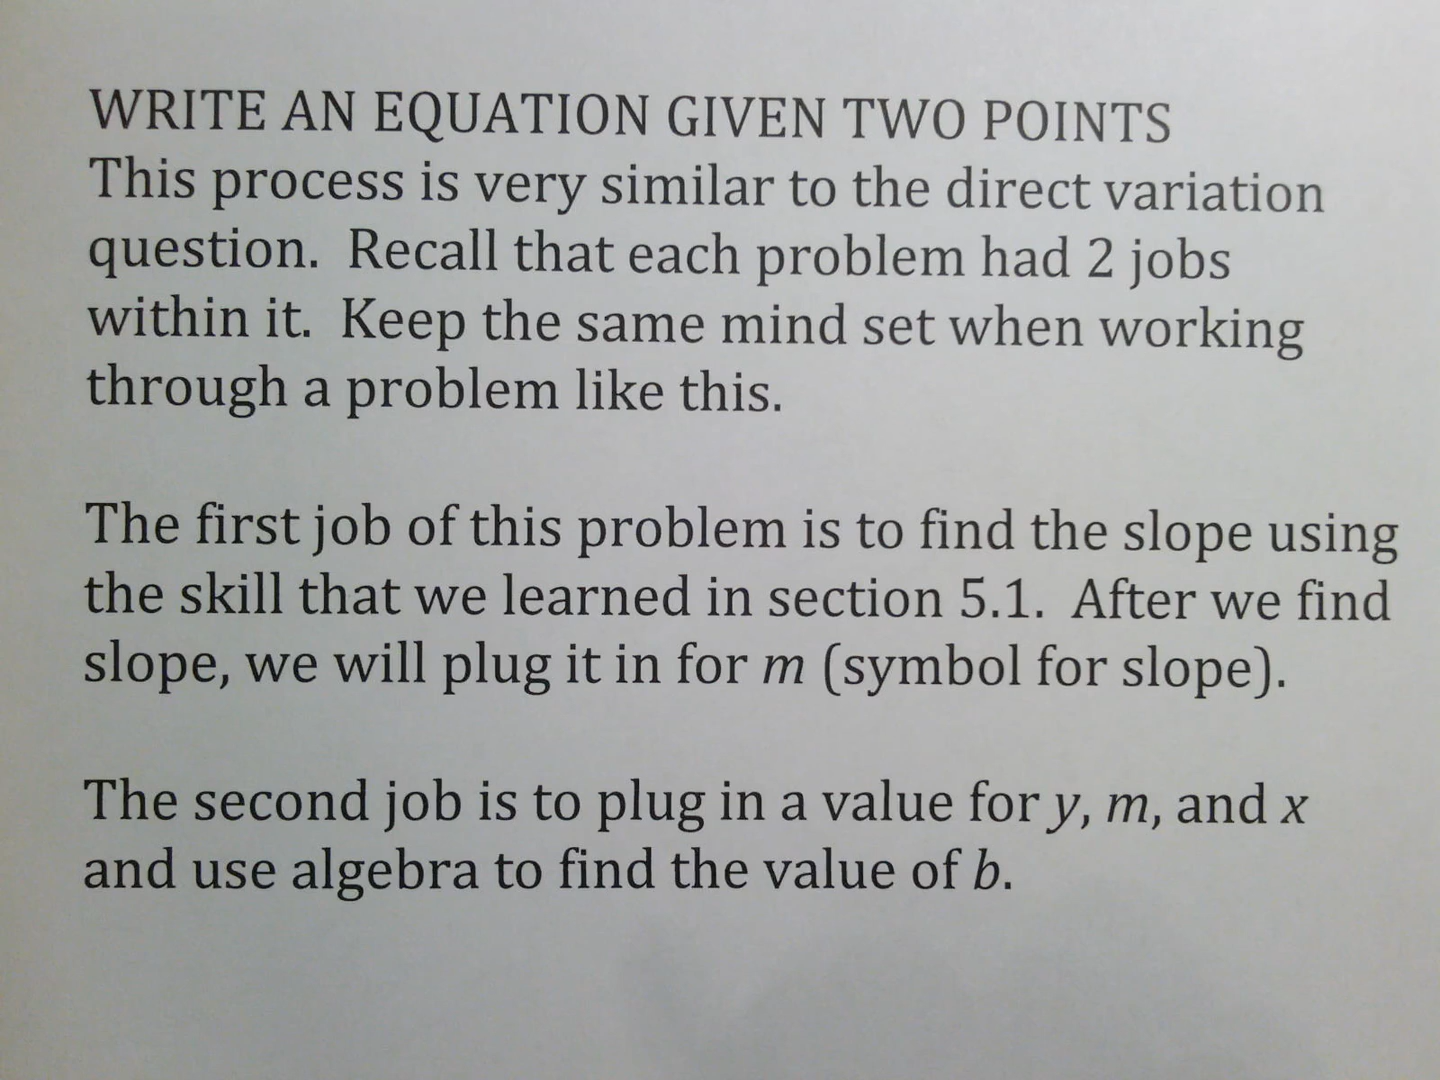 WRITE AN EQUATION GIVEN TWO POINTS
This process is very similar to the direct variation
question.  Recall that each problem had 2 jobs
within it.  Keep the same mind set when working
through a problem like this.
The first job of this problem is to find the slope using
the skill that we learned in section 5.1.  After we find
slope, we will plug it in for m (symbol for slope).
The second job is to plug in a value for y, m, and x
and use algebra to find the value of b.